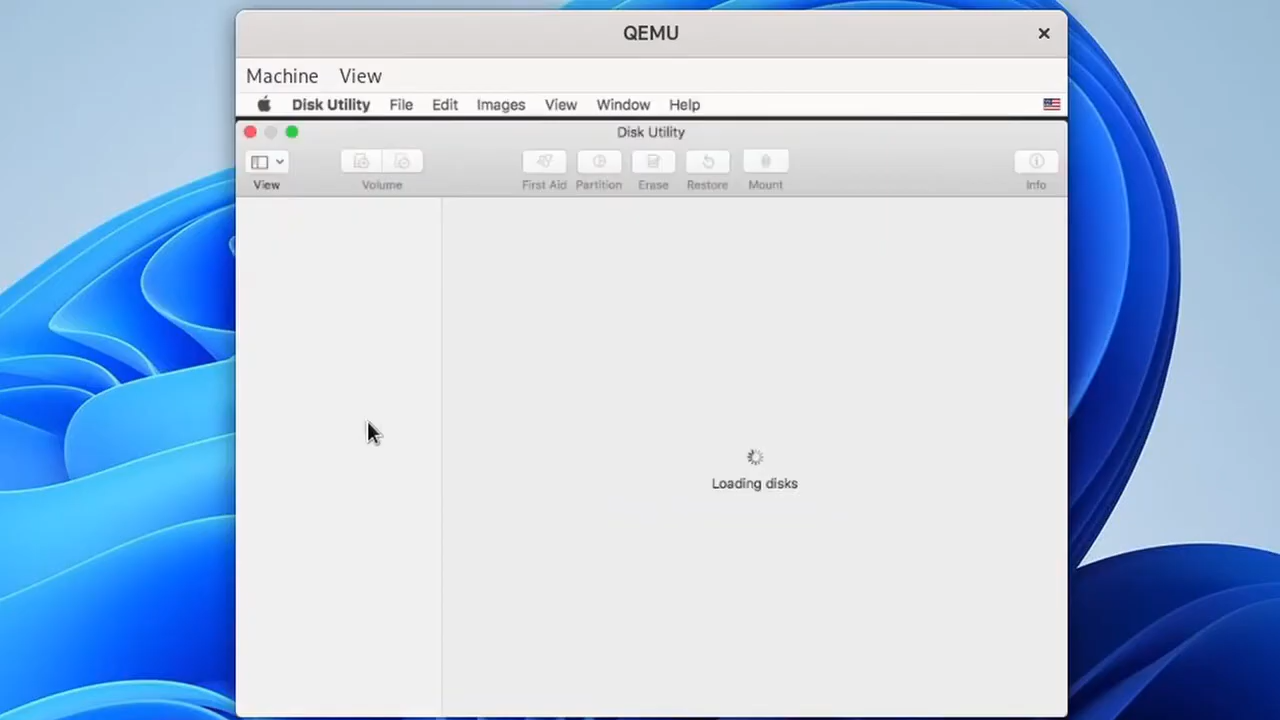 QEMU
Machine View
Disk Utility File Edit Images View Window Help
Disk Utility
View Volume First Aid Partition Erase Restore Mount Info
Loading disks